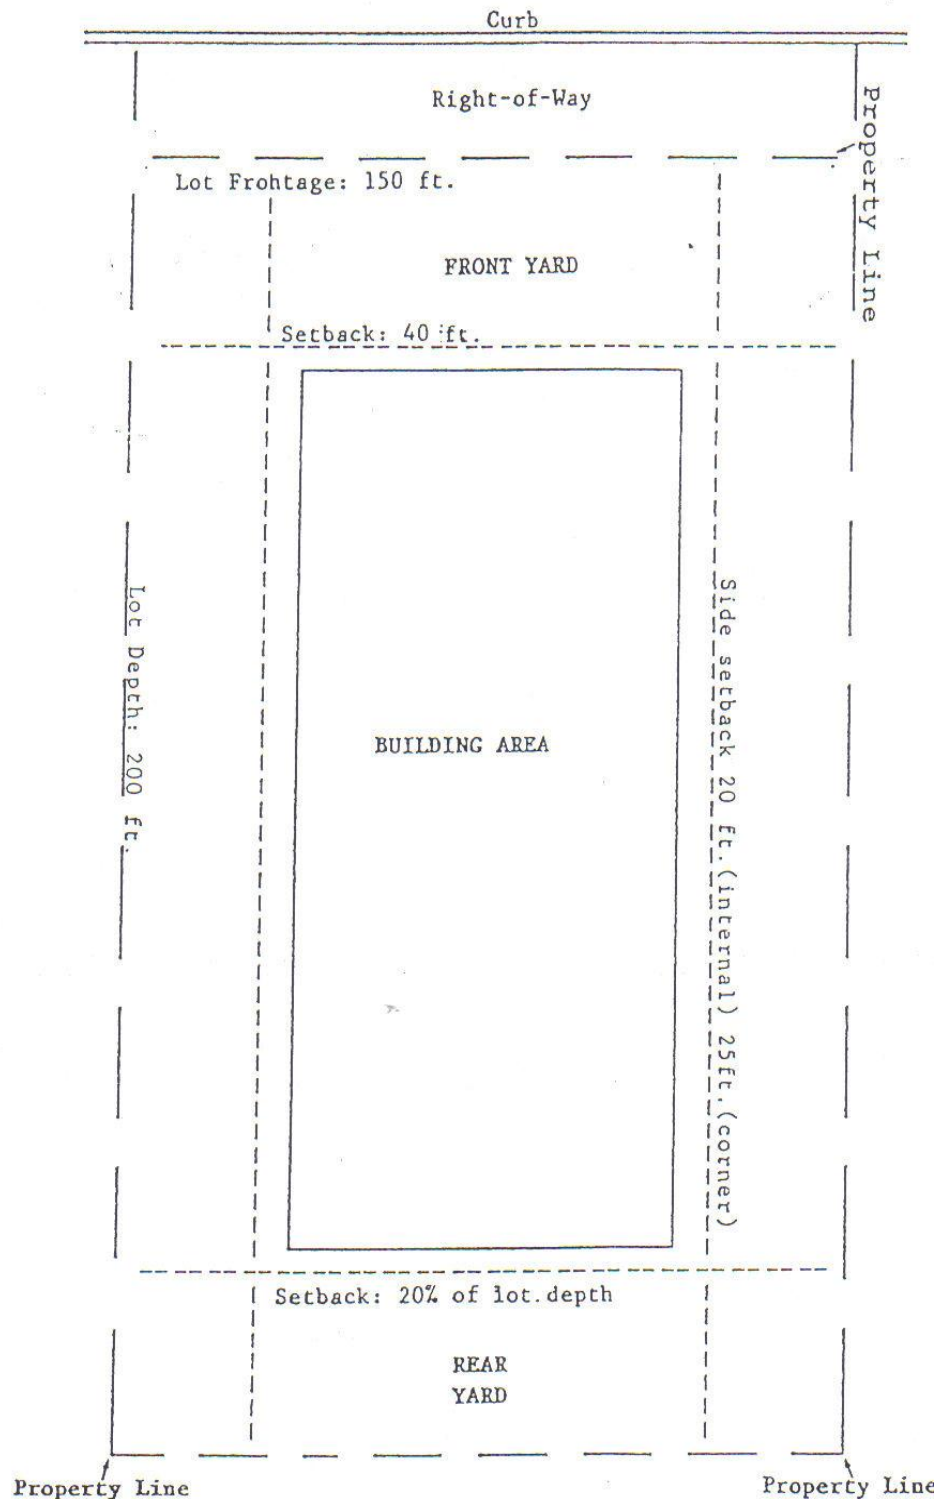 Curb
Right-of-Way
Property Line
Lot Frohtage: 150 ft.
FRONT YARD
Setback: 40 ft.
Lot Depth: 200 ft.
BUILDING AREA
Side setback 20 ft.(internal) 25ft.(corner)
Setback: 20% of lot.depth
REAR
YARD
Property Line
Property Line